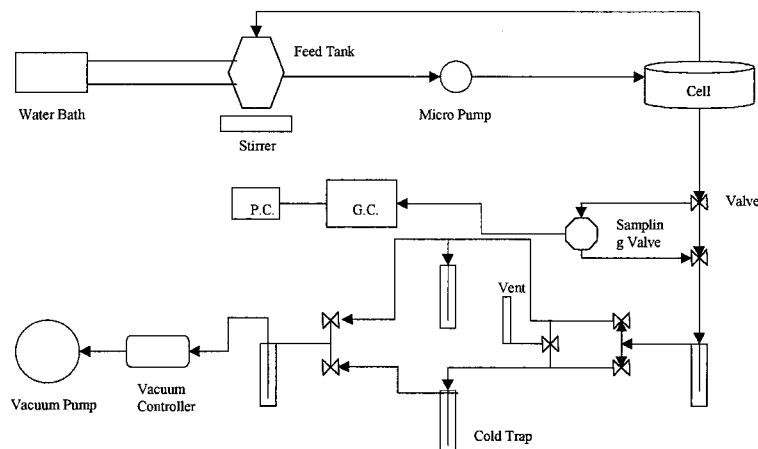 Feed Tank
Water Bath
Micro Pump
Cell
Stirrer
P.C.
G.C.
Valve
Samplin
g Valve
Vent
Vacuum Pump
Vacuum
Controller
Cold Trap